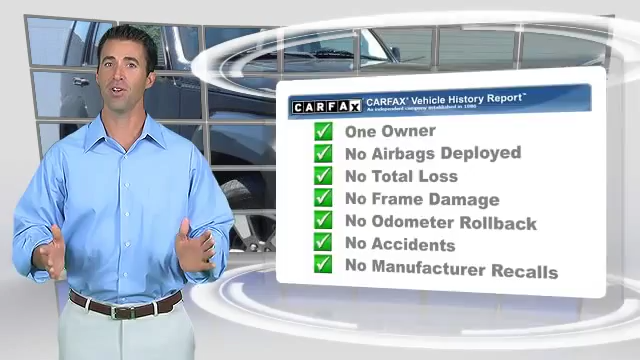 CARFAX CARFAX® Vehicle History Report™
An independent company established in 1986
One Owner
No Airbags Deployed
No Total Loss
No Frame Damage
No Odometer Rollback
No Accidents
No Manufacturer Recalls